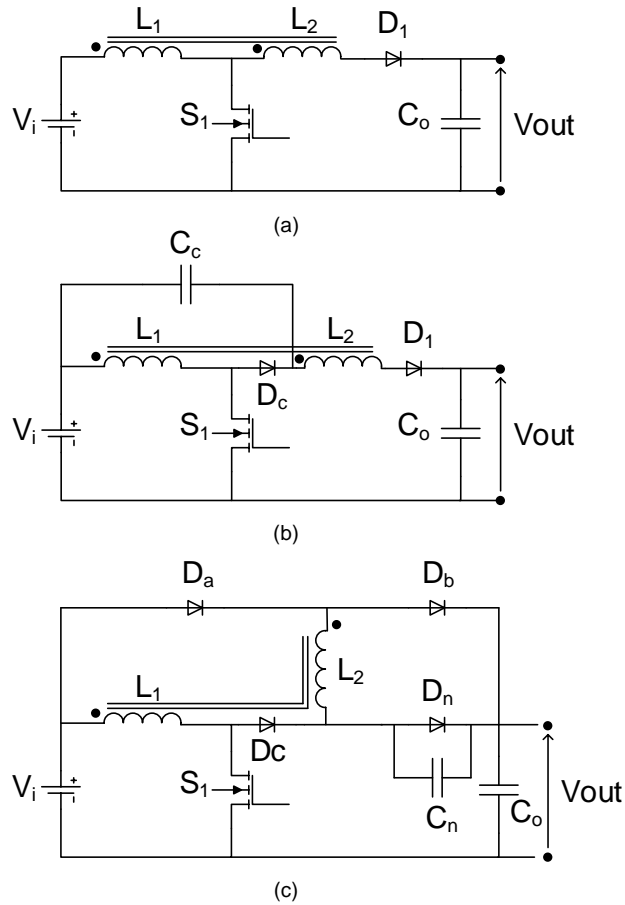 L1 L2 D1
Vi + - S1 Co Vout
(a)
Cc
L1 L2 D1
Dc
Vi + - S1 Co Vout
(b)
Da Db
L1 L2 Dn
Dc
Vi + - S1 Cn Co Vout
(c)